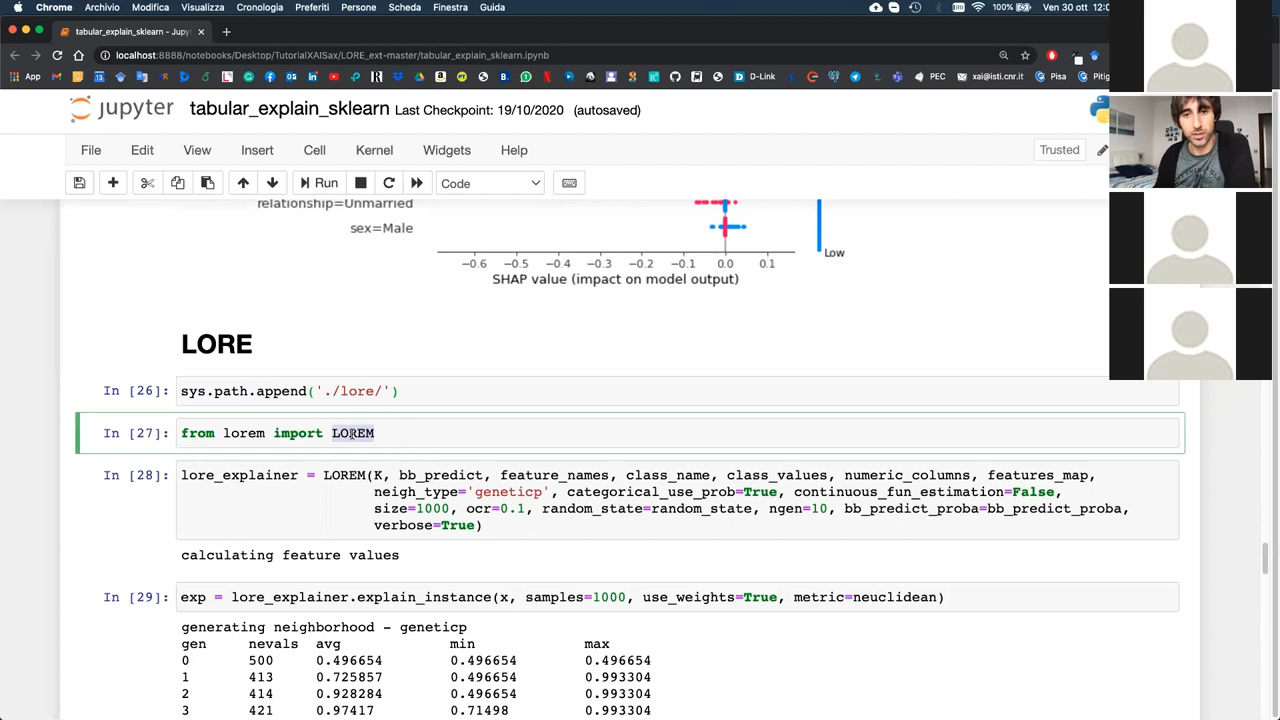 Chrome Archivio Modifica Visualizza Cronologia Preferiti Persone Scheda Finestra Guida 100% Ven 30 ott
tabular_explain_sklearn - Jupy
localhost:8888/notebooks/Desktop/TutorialXAISax/LORE_ext-master/tabular_explain_sklearn.ipynb
App D-Link PEC xai@isti.cnr.it Pisa Pitig
jupyter tabular_explain_sklearn Last Checkpoint: 19/10/2020 (autosaved)
File Edit View Insert Cell Kernel Widgets Help Trusted
Run Code
relationship=Unmarried
sex=Male
Low
−0.6 −0.5 −0.4 −0.3 −0.2 −0.1 0.0 0.1
SHAP value (impact on model output)
LORE
In [26]: sys.path.append('./lore/')
In [27]: from lorem import LOREM
In [28]: lore_explainer = LOREM(K, bb_predict, feature_names, class_name, class_values, numeric_columns, features_map,
neigh_type='geneticp', categorical_use_prob=True, continuous_fun_estimation=False,
size=1000, ocr=0.1, random_state=random_state, ngen=10, bb_predict_proba=bb_predict_proba,
verbose=True)
calculating feature values
In [29]: exp = lore_explainer.explain_instance(x, samples=1000, use_weights=True, metric=neuclidean)
generating neighborhood - geneticp
gen nevals avg min max
0 500 0.496654 0.496654 0.496654
1 413 0.725857 0.496654 0.993304
2 414 0.928284 0.496654 0.993304
3 421 0.97417 0.71498 0.993304